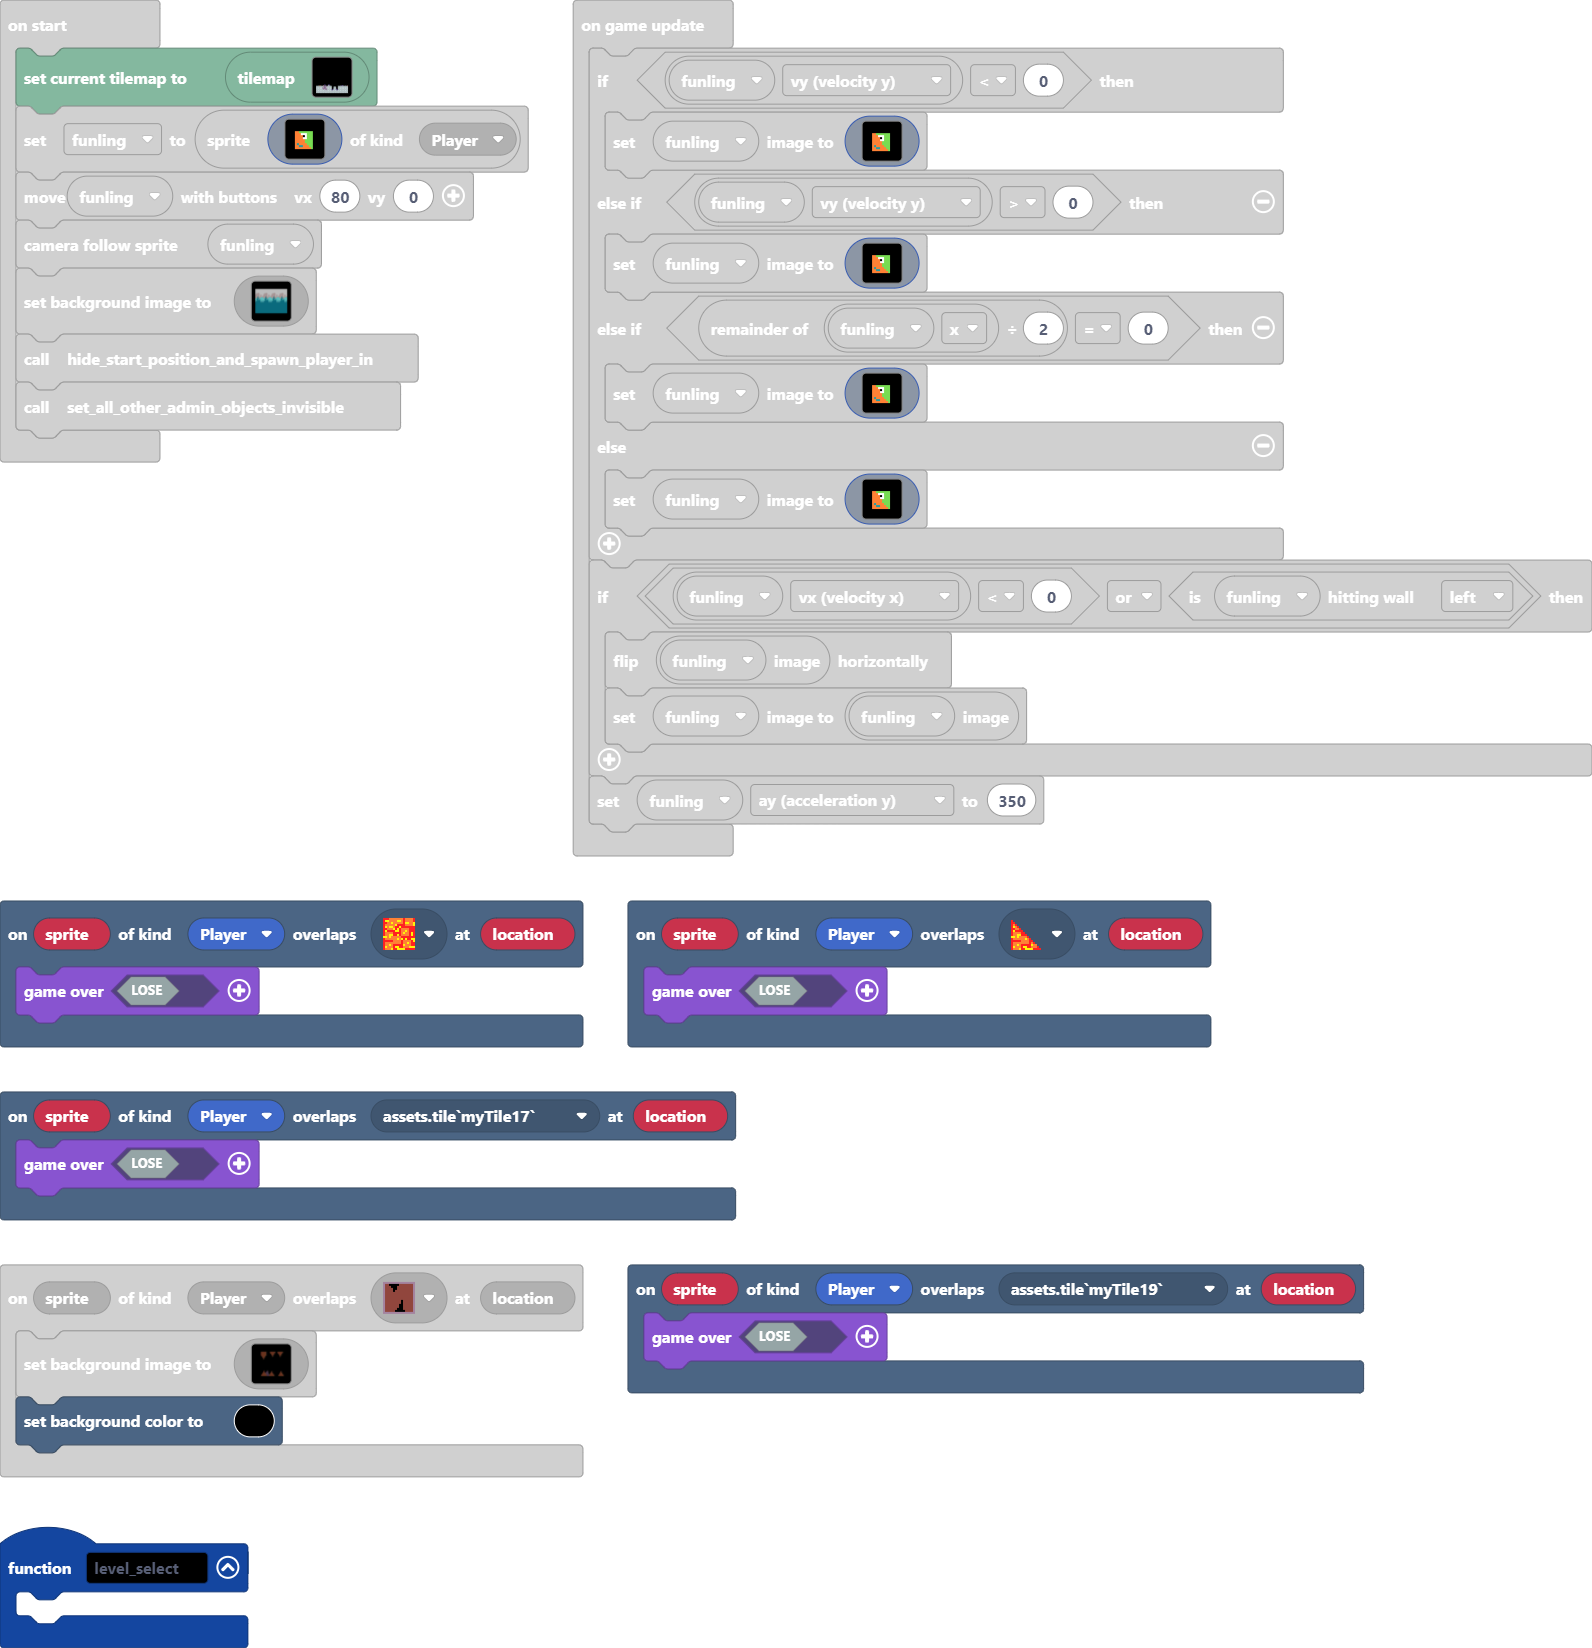 on start
set current tilemap to tilemap
set funling to sprite of kind Player
move funling with buttons vx 80 vy 0
camera follow sprite funling
set background image to
call hide_start_position_and_spawn_player_in
call set_all_other_admin_objects_invisible
on game update
if funling vy (velocity y) < 0 then
set funling image to
else if funling vy (velocity y) > 0 then
set funling image to
else if remainder of funling x ÷ 2 = 0 then
set funling image to
else
set funling image to
if funling vx (velocity x) < 0 or is funling hitting wall left then
flip funling image horizontally
set funling image to funling image
set funling ay (acceleration y) to 350
on sprite of kind Player overlaps at location
game over LOSE
on sprite of kind Player overlaps at location
game over LOSE
on sprite of kind Player overlaps assets.tile`myTile17` at location
game over LOSE
on sprite of kind Player overlaps at location
set background image to
set background color to
on sprite of kind Player overlaps assets.tile`myTile19` at location
game over LOSE
function level_select